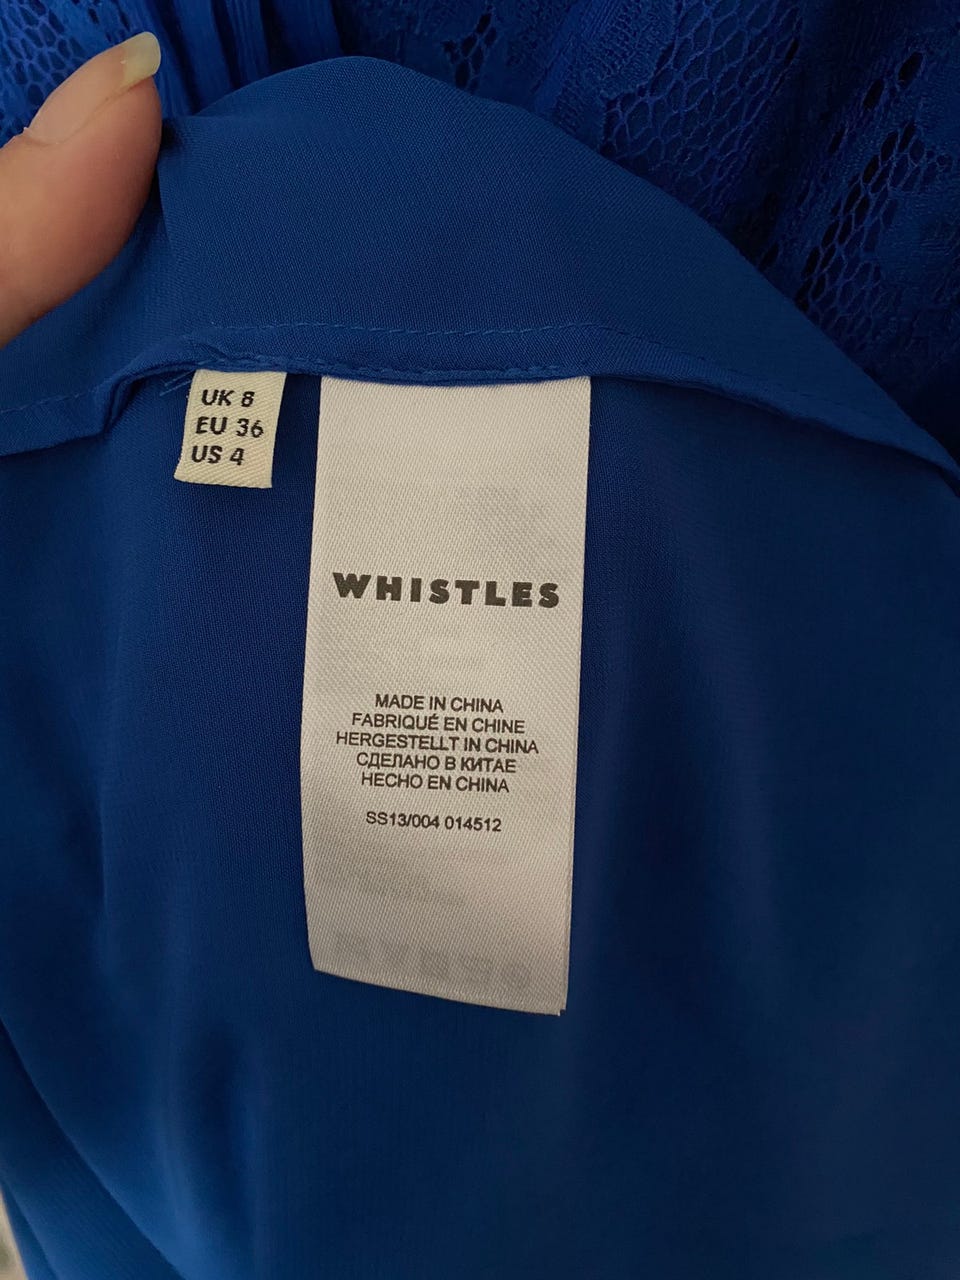 UK 8
EU 36
US 4
WHISTLES
MADE IN CHINA
FABRIQUÉ EN CHINE
HERGESTELLT IN CHINA
СДЕЛАНО В КИТАЕ
HECHO EN CHINA
SS13/004 014512